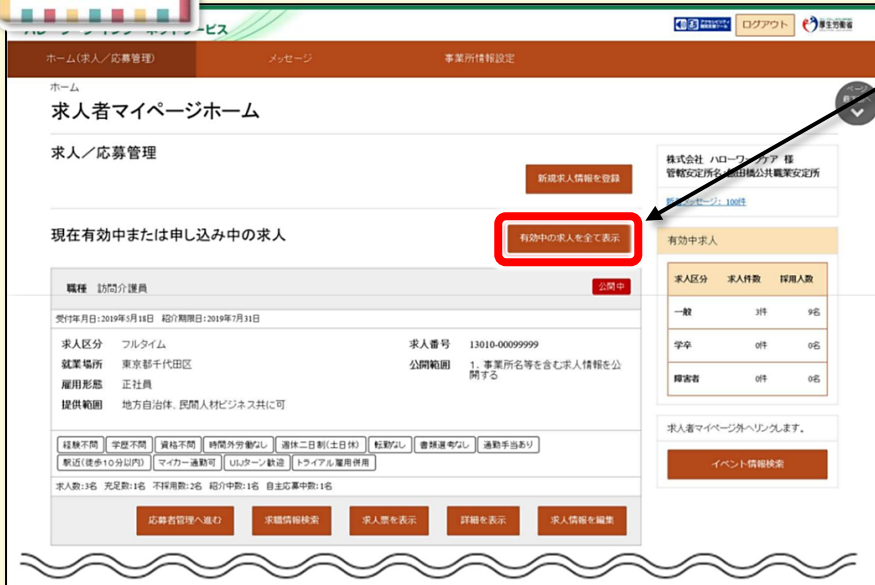 ログアウト
厚生労働省
ホーム(求人／応募管理)
メッセージ
事業所情報設定
ホーム
求人者マイページホーム
求人／応募管理
新規求人情報を登録
現在有効中または申し込み中の求人
有効中の求人を全て表示
職種 訪問介護員
公開中
受付年月日:2019年5月18日 紹介期限日:2019年7月31日
求人区分 フルタイム
就業場所 東京都千代田区
雇用形態 正社員
提供範囲 地方自治体、民間人材ビジネス共に可
求人番号 13010-00099999
公開範囲 1．事業所名等を含む求人情報を公
開する
経験不問 学歴不問 資格不問 時間外労働なし 週休二日制(土日休) 転勤なし 書類選考なし 通勤手当あり
駅近(徒歩10分以内) マイカー通勤可 UIJターン歓迎 トライアル雇用併用
求人数:3名 充足数:1名 不採用数:2名 紹介中数:1名 自主応募中数:1名
応募者管理へ進む
求職情報検索
求人票を表示
詳細を表示
求人情報を編集
株式会社 ハローワークケア 様
管轄安定所名:飯田橋公共職業安定所
新着メッセージ: 100件
有効中求人
求人区分 求人件数 採用人数
一般 3件 9名
学卒 0件 0名
障害者 0件 0名
求人者マイページ外へリンクします。
イベント情報検索